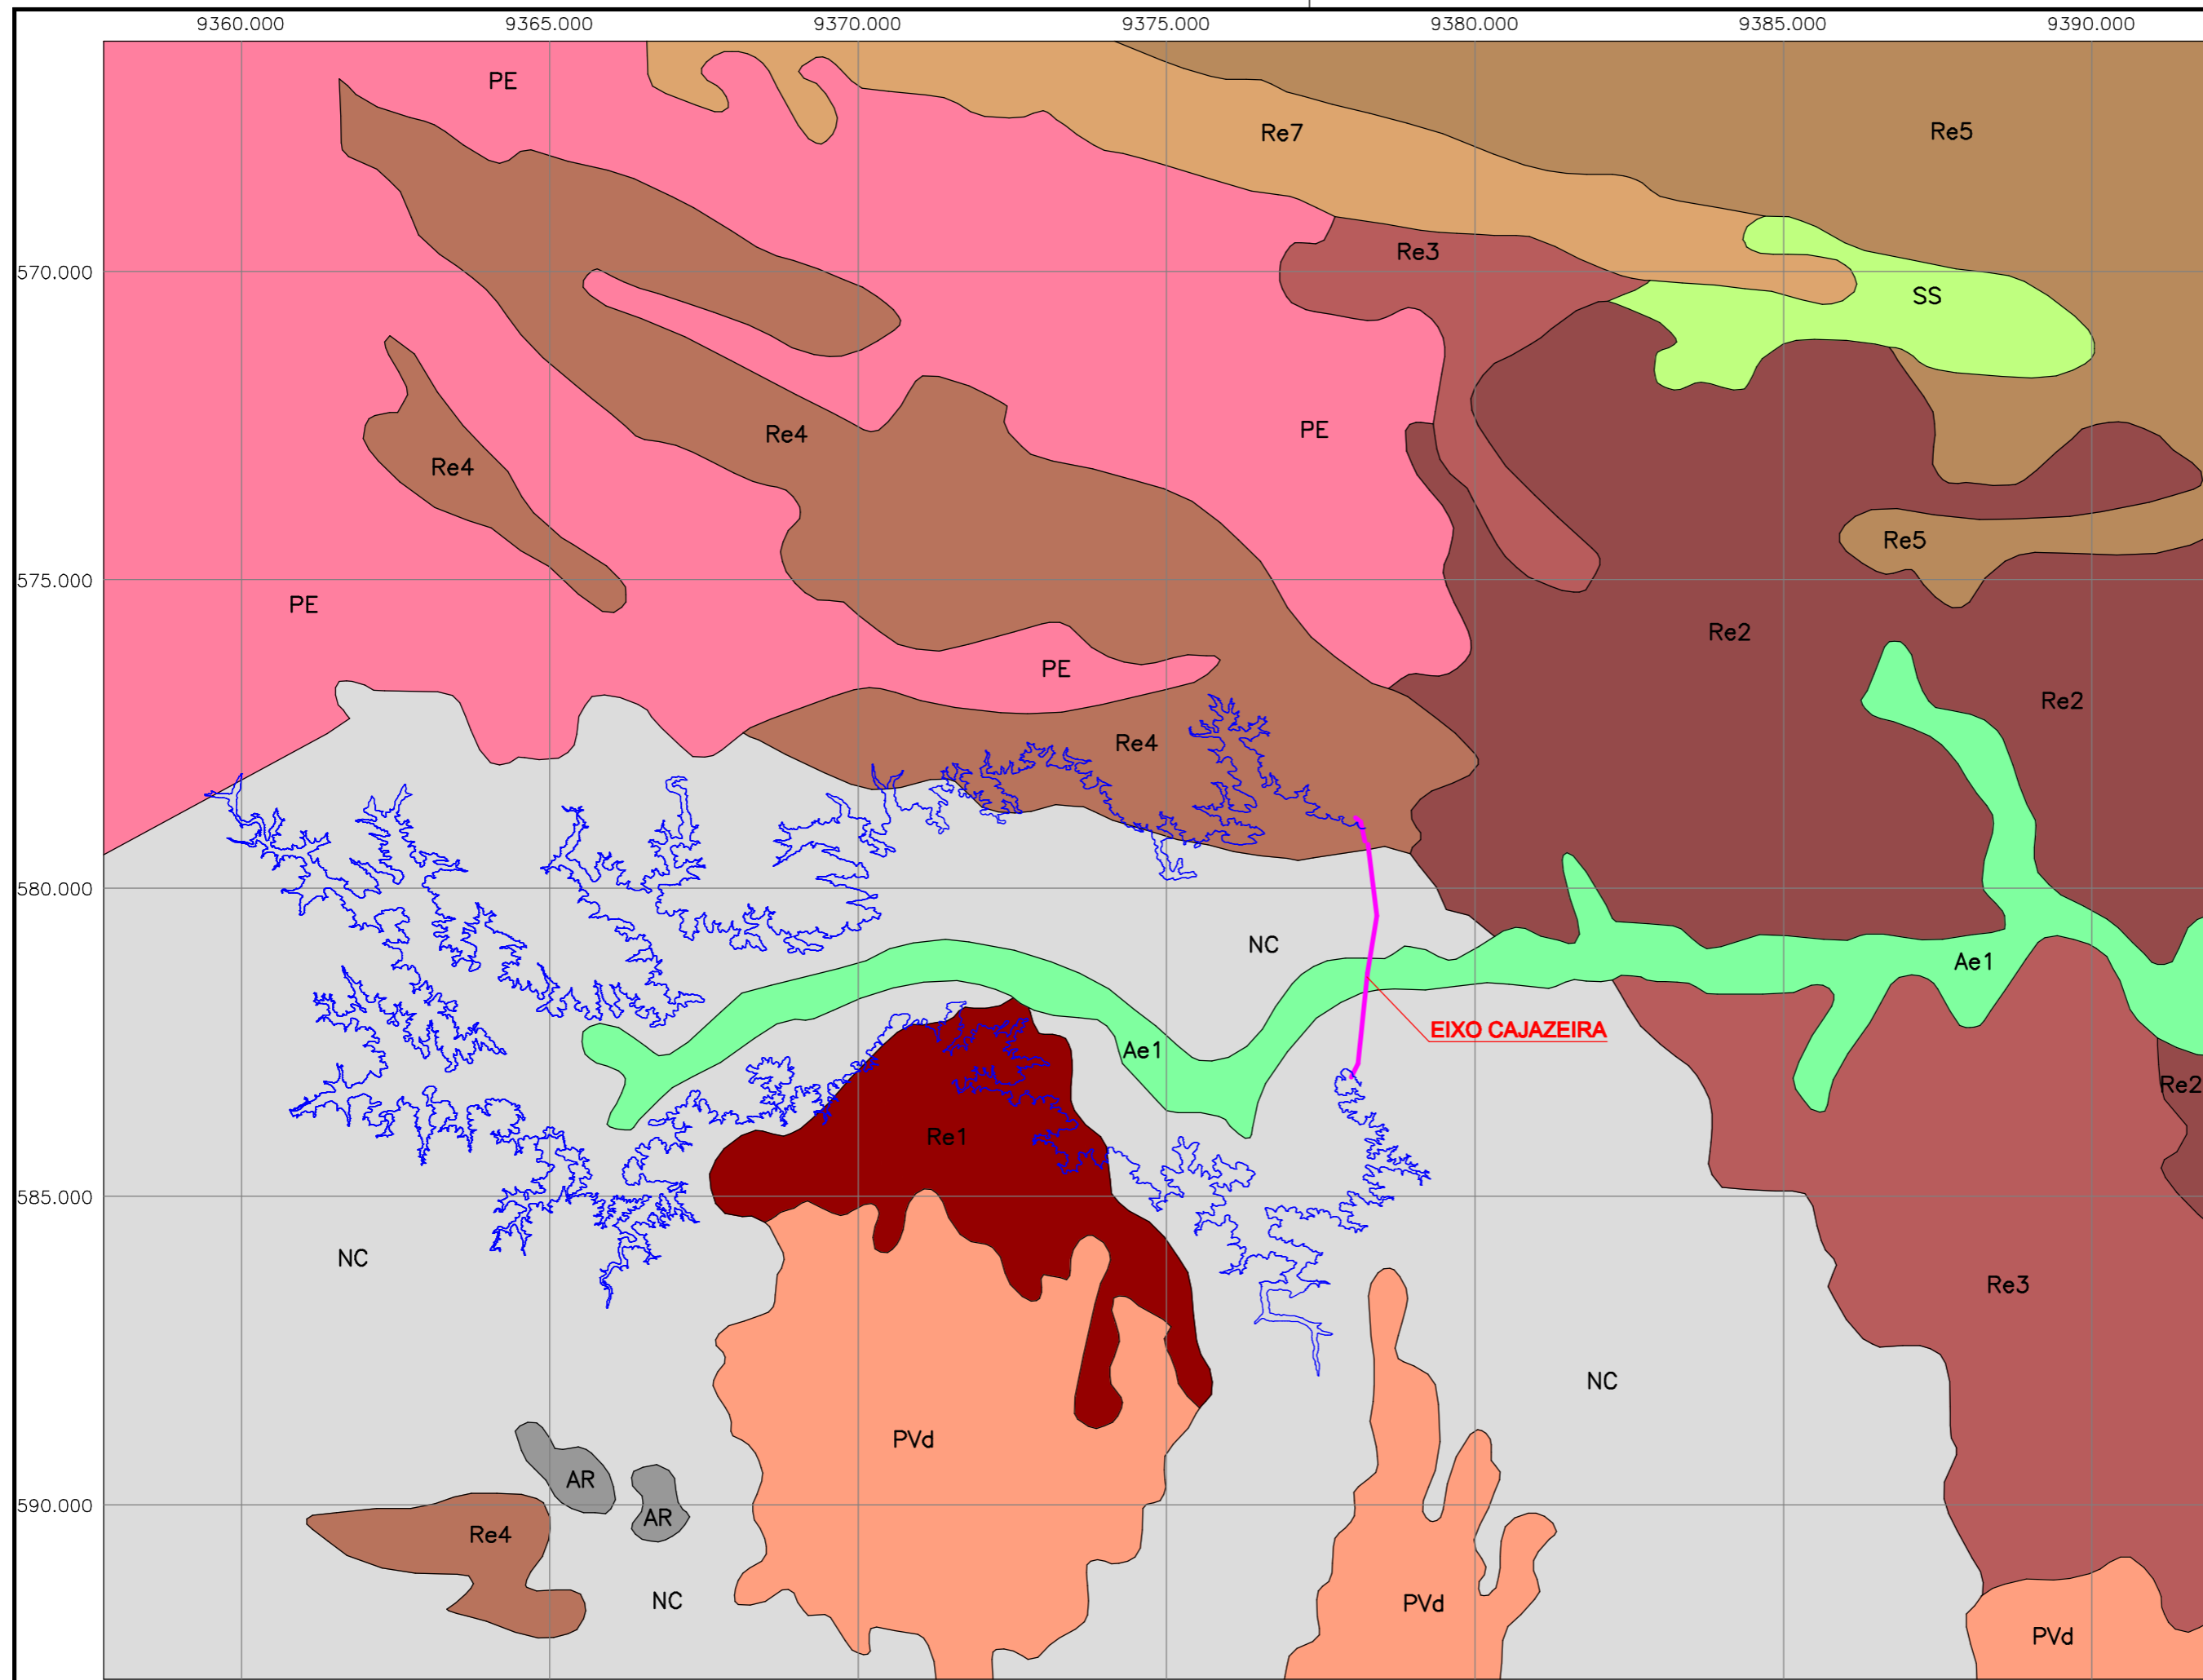 9360.000 9365.000 9370.000 9375.000 9380.000 9385.000 9390.000
PE
Re7
Re5
Re3
570.000
SS
PE
Re4
Re4
Re5
575.000
PE
Re2
PE
Re2
Re4
580.000
NC
Ae1
EIXO CAJAZEIRA
Ae1
Re2
Re1
585.000
NC
Re3
NC
PVd
AR
590.000
AR
Re4
NC
PVd
PVd